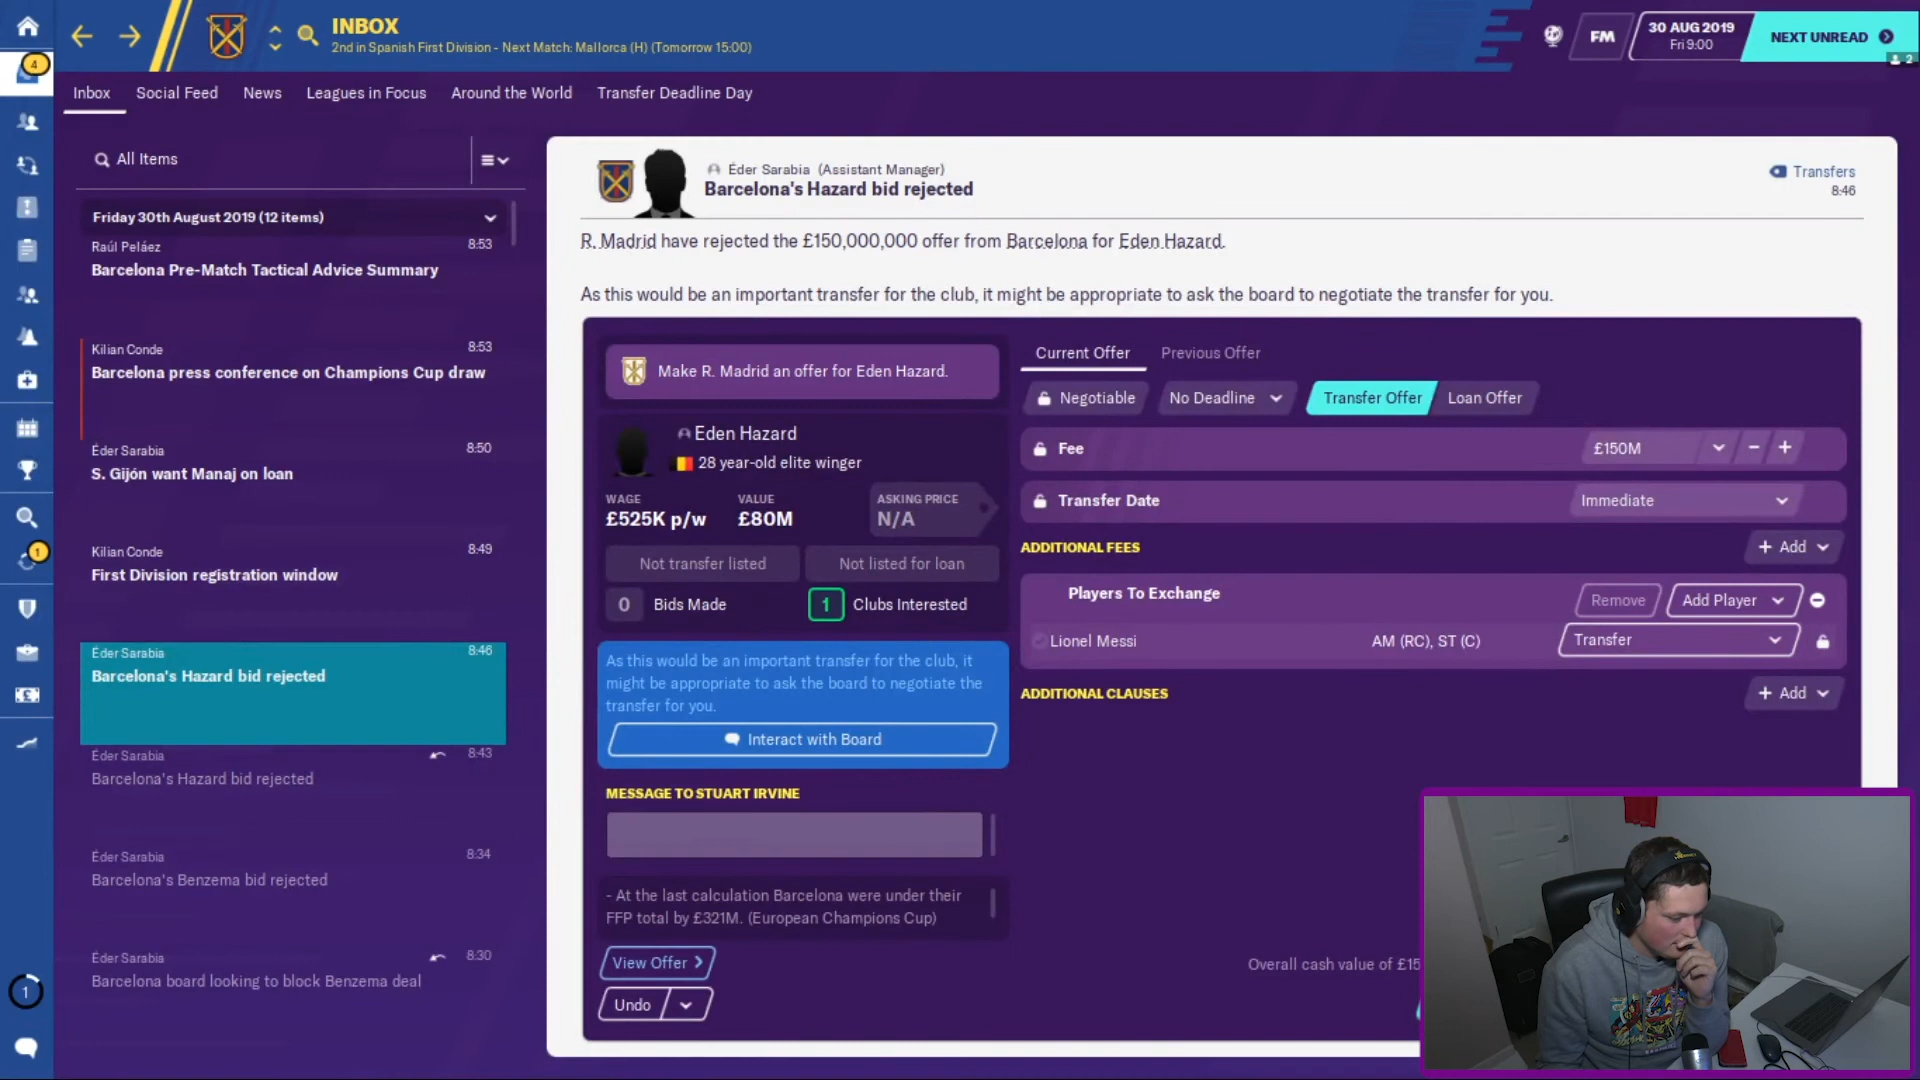 INBOX
2nd in Spanish First Division - Next Match: Mallorca (H) (Tomorrow 15:00)
FM
30 AUG 2019
Fri 9:00
NEXT UNREAD
2
4
Inbox
Social Feed
News
Leagues in Focus
Around the World
Transfer Deadline Day
All Items
Friday 30th August 2019 (12 items)
Raúl Peláez
8:53
Barcelona Pre-Match Tactical Advice Summary
Kilian Conde
8:53
Barcelona press conference on Champions Cup draw
Éder Sarabia
8:50
S. Gijón want Manaj on loan
Kilian Conde
8:49
First Division registration window
Éder Sarabia
8:46
Barcelona's Hazard bid rejected
Éder Sarabia
8:43
Barcelona's Hazard bid rejected
Éder Sarabia
8:34
Barcelona's Benzema bid rejected
Éder Sarabia
8:30
Barcelona board looking to block Benzema deal
1
1
Éder Sarabia (Assistant Manager)
Barcelona's Hazard bid rejected
Transfers
8:46
R. Madrid have rejected the £150,000,000 offer from Barcelona for Eden Hazard.
As this would be an important transfer for the club, it might be appropriate to ask the board to negotiate the transfer for you.
Make R. Madrid an offer for Eden Hazard.
Eden Hazard
28 year-old elite winger
WAGE
£525K p/w
VALUE
£80M
ASKING PRICE
N/A
Not transfer listed
Not listed for loan
0 Bids Made
1 Clubs Interested
As this would be an important transfer for the club, it
might be appropriate to ask the board to negotiate the
transfer for you.
Interact with Board
MESSAGE TO STUART IRVINE
- At the last calculation Barcelona were under their
FFP total by £321M. (European Champions Cup)
View Offer
Undo
Current Offer
Previous Offer
Negotiable
No Deadline
Transfer Offer
Loan Offer
Fee
£150M
Transfer Date
Immediate
ADDITIONAL FEES
+ Add
Players To Exchange
Remove
Add Player
Lionel Messi
AM (RC), ST (C)
Transfer
ADDITIONAL CLAUSES
+ Add
Overall cash value of £15